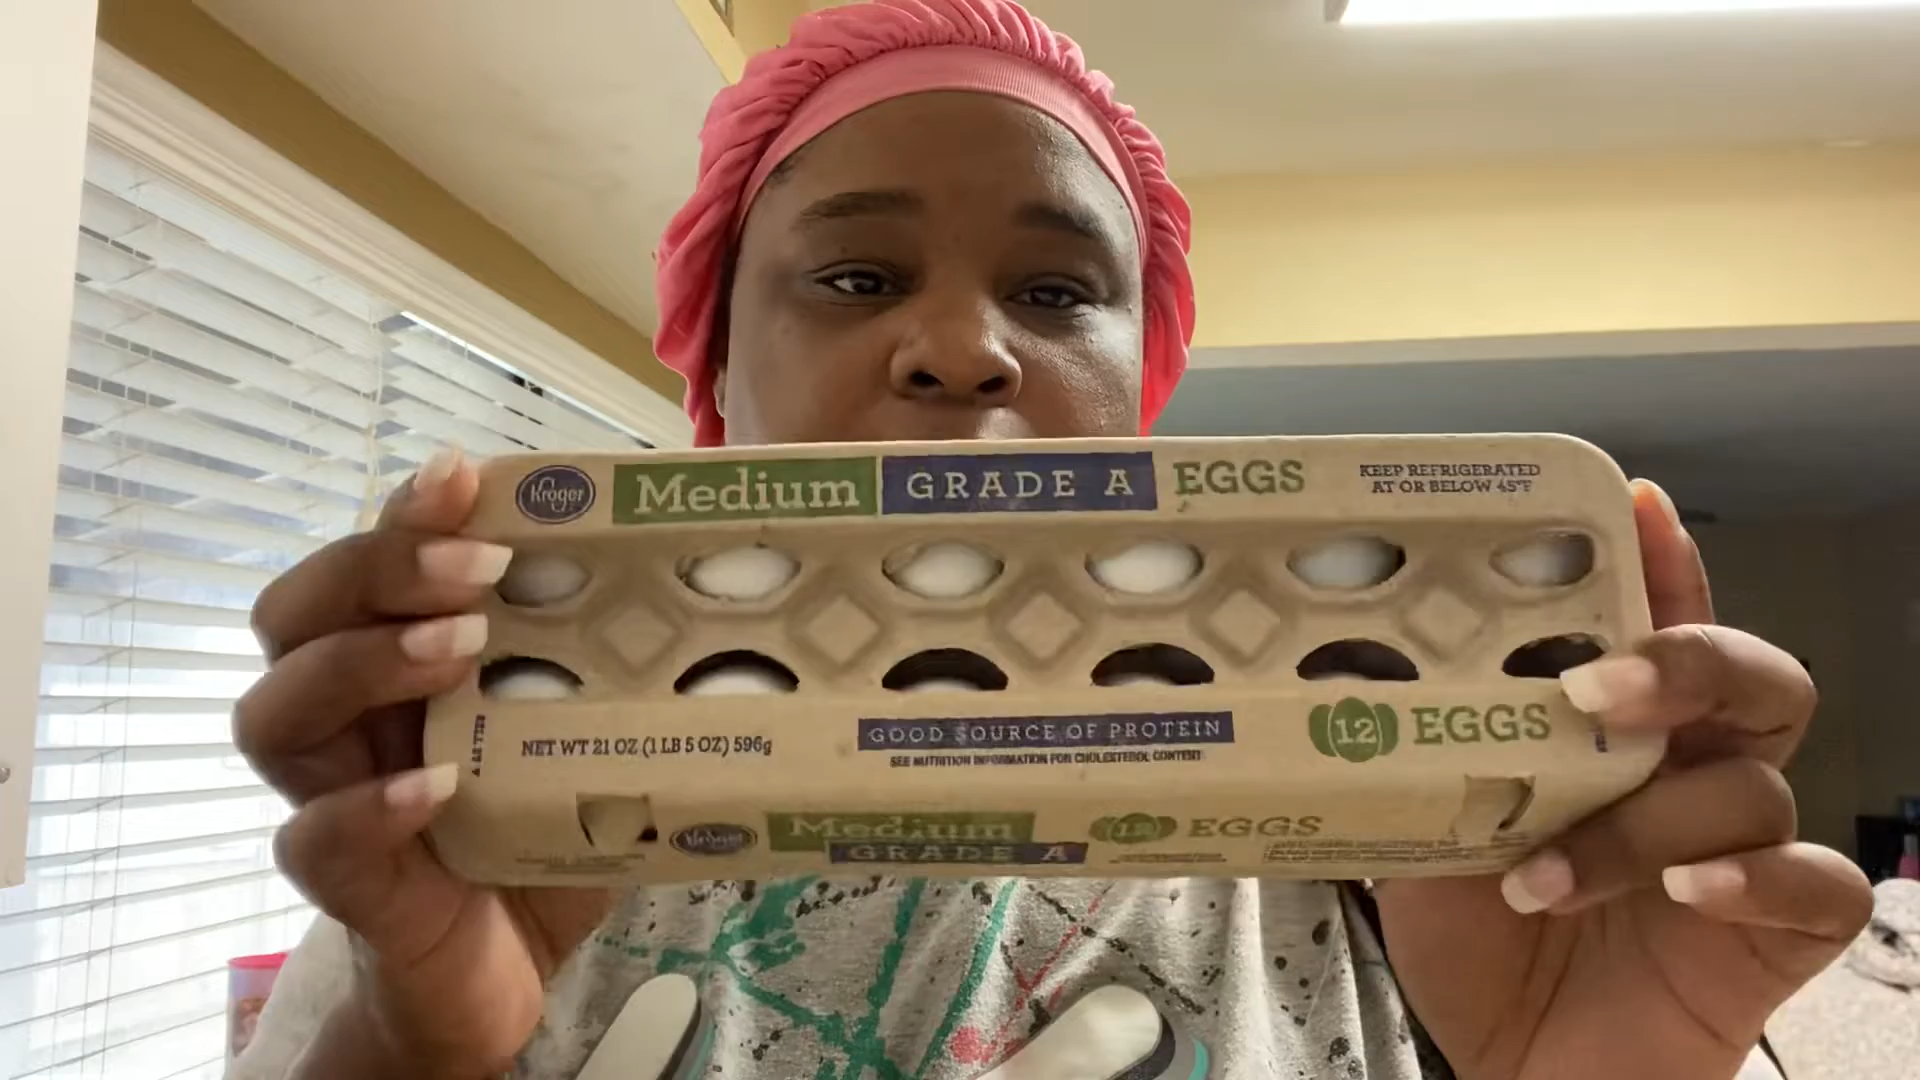 Kroger Medium GRADE A EGGS
KEEP REFRIGERATED
AT OR BELOW 45°F
NET WT 21 OZ (1 LB 5 OZ) 596g
GOOD SOURCE OF PROTEIN
SEE NUTRITION INFORMATION FOR CHOLESTEROL CONTENT
12 EGGS
Kroger Medium
GRADE A
12 EGGS